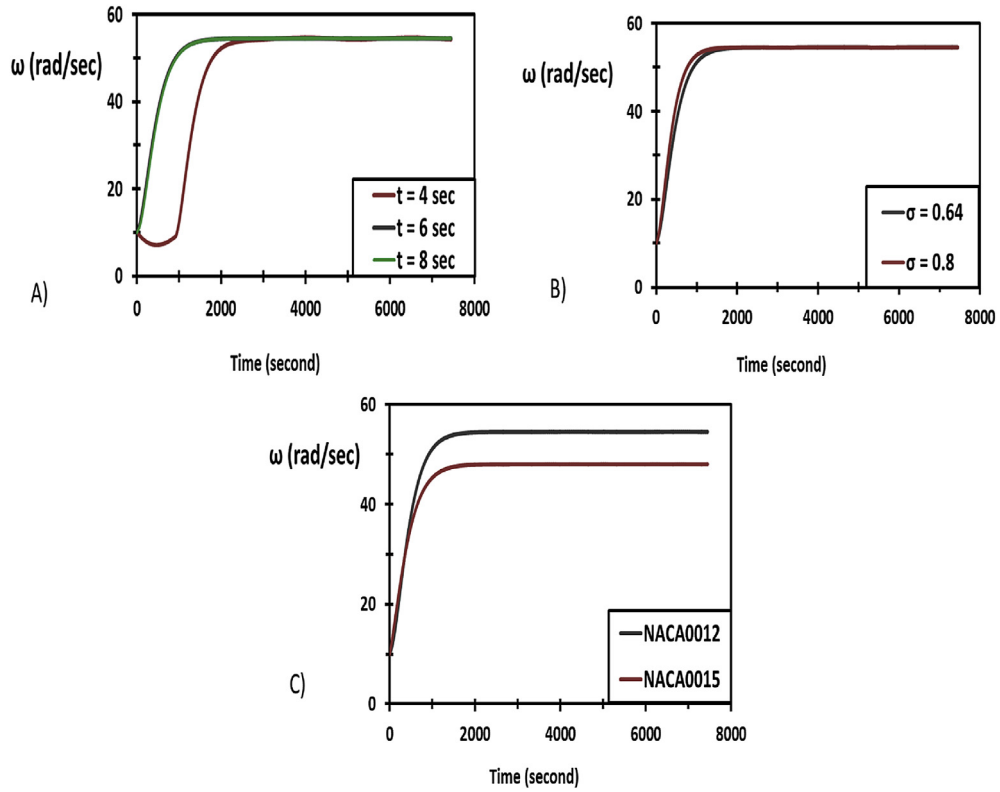 60
ω (rad/sec)
40
20
0
t = 4 sec
t = 6 sec
t = 8 sec
0 2000 4000 6000 8000
A)
Time (second)
60
ω (rad/sec)
40
20
0
σ = 0.64
σ = 0.8
0 2000 4000 6000 8000
B)
Time (second)
60
ω (rad/sec)
40
20
0
NACA0012
NACA0015
C)
0 2000 4000 6000 8000
Time (second)